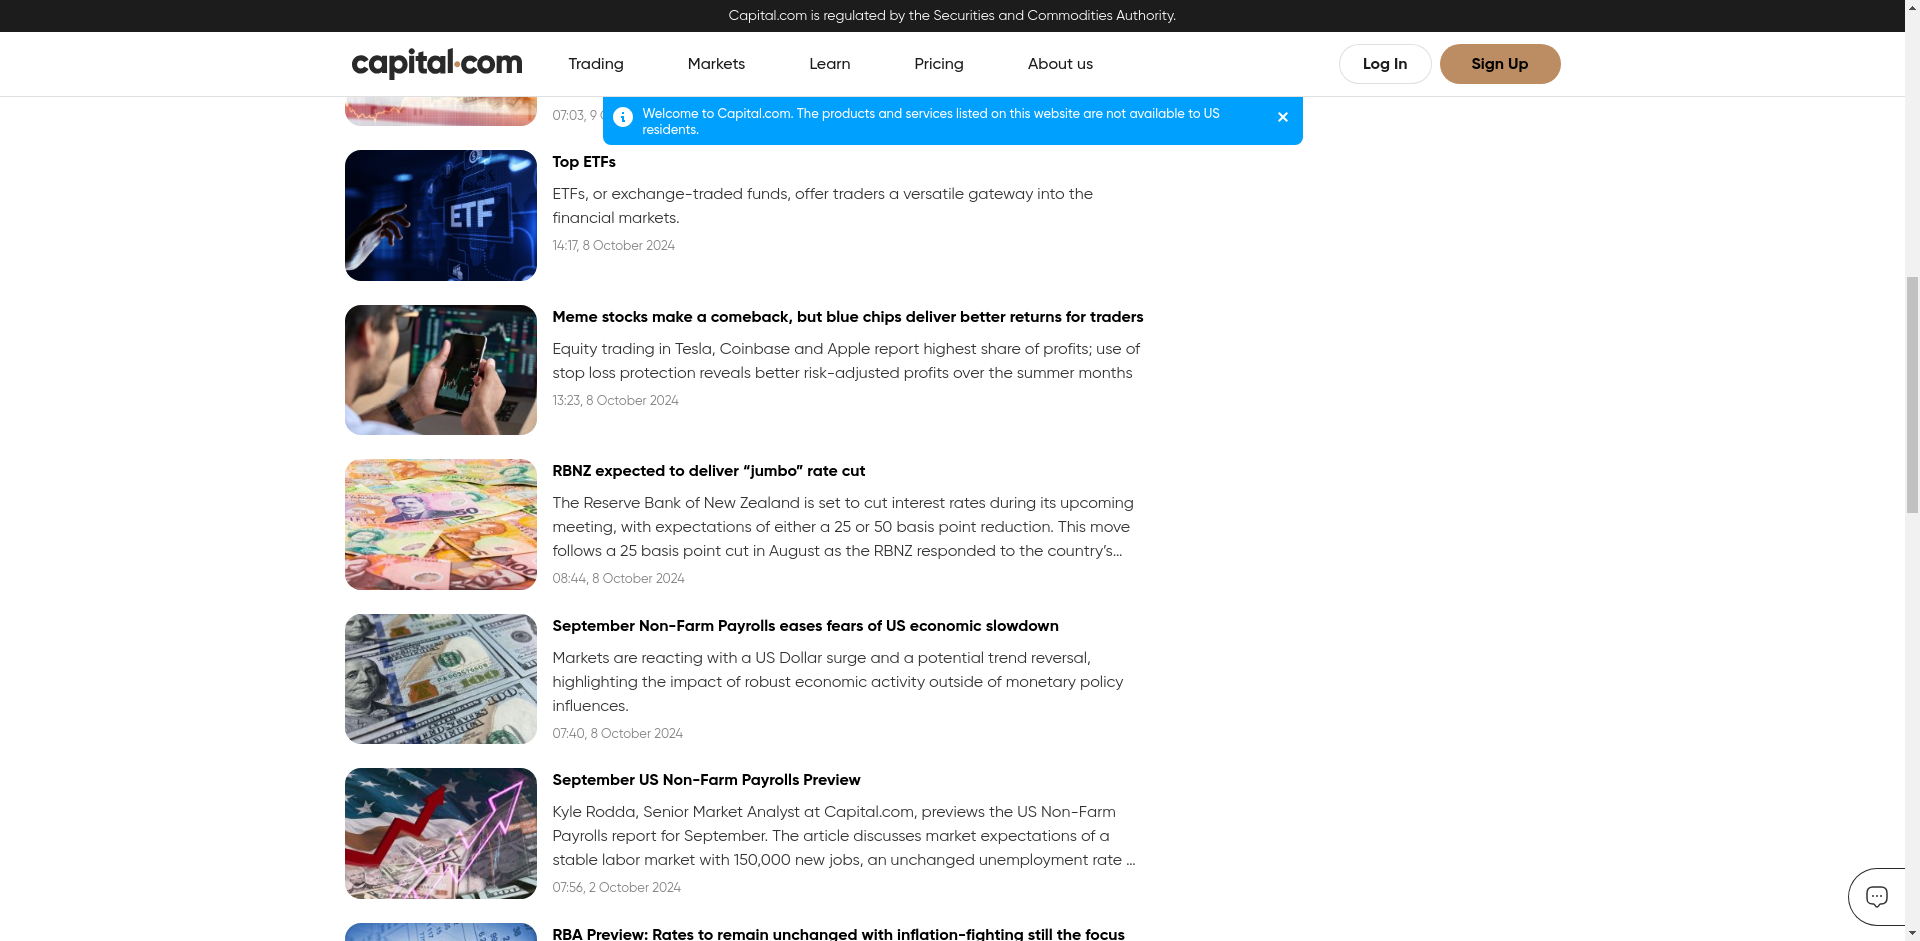 Capital.com is regulated by the Securities and Commodities Authority.
capital.com
Trading
Markets
Learn
Pricing
About us
Log In
Sign Up
07:03, 9
Welcome to Capital.com. The products and services listed on this website are not available to US
residents.
Top ETFs
ETFs, or exchange-traded funds, offer traders a versatile gateway into the
financial markets.
14:17, 8 October 2024
ETF
Meme stocks make a comeback, but blue chips deliver better returns for traders
Equity trading in Tesla, Coinbase and Apple report highest share of profits; use of
stop loss protection reveals better risk-adjusted profits over the summer months
13:23, 8 October 2024
RBNZ expected to deliver “jumbo” rate cut
The Reserve Bank of New Zealand is set to cut interest rates during its upcoming
meeting, with expectations of either a 25 or 50 basis point reduction. This move
follows a 25 basis point cut in August as the RBNZ responded to the country’s...
08:44, 8 October 2024
September Non-Farm Payrolls eases fears of US economic slowdown
Markets are reacting with a US Dollar surge and a potential trend reversal,
highlighting the impact of robust economic activity outside of monetary policy
influences.
07:40, 8 October 2024
September US Non-Farm Payrolls Preview
Kyle Rodda, Senior Market Analyst at Capital.com, previews the US Non-Farm
Payrolls report for September. The article discusses market expectations of a
stable labor market with 150,000 new jobs, an unchanged unemployment rate ...
07:56, 2 October 2024
RBA Preview: Rates to remain unchanged with inflation-fighting still the focus